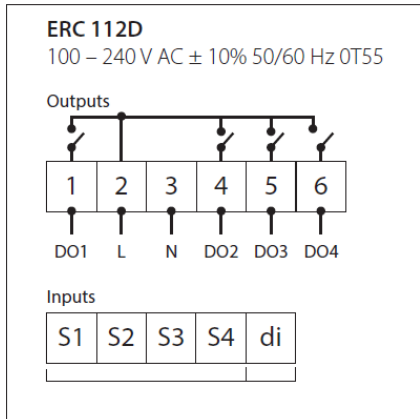 ERC 112D
100 – 240 V AC ± 10% 50/60 Hz 0T55
Outputs
1 2 3 4 5 6
DO1 L N DO2 DO3 DO4
Inputs
S1 S2 S3 S4 di